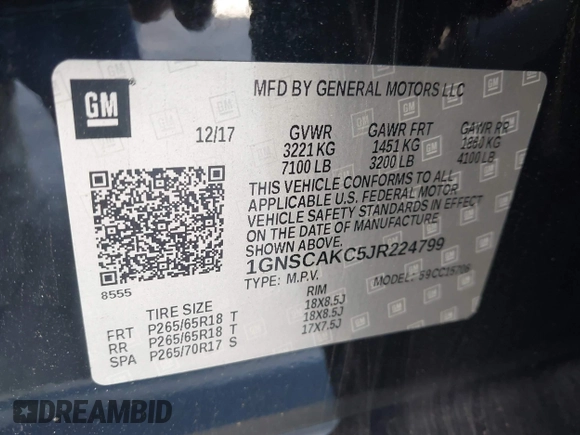 GM
MFD BY GENERAL MOTORS LLC
12/17 GVWR GAWR FRT GAWR RR
3221 KG 1451 KG 1860 KG
7100 LB 3200 LB 4100 LB
THIS VEHICLE CONFORMS TO ALL
APPLICABLE U.S. FEDERAL MOTOR
VEHICLE SAFETY STANDARDS IN EFFECT
ON THE DATE OF MANUFACTURE
SHOWN ABOVE.
1GNSCAKC5JR224799
TYPE: M.P.V. MODEL:
8555
TIRE SIZE RIM
FRT P265/65R18 T 18X8.5J
RR P265/65R18 T 18X8.5J
SPA P265/70R17 S 17X7.5J
DREAMBID